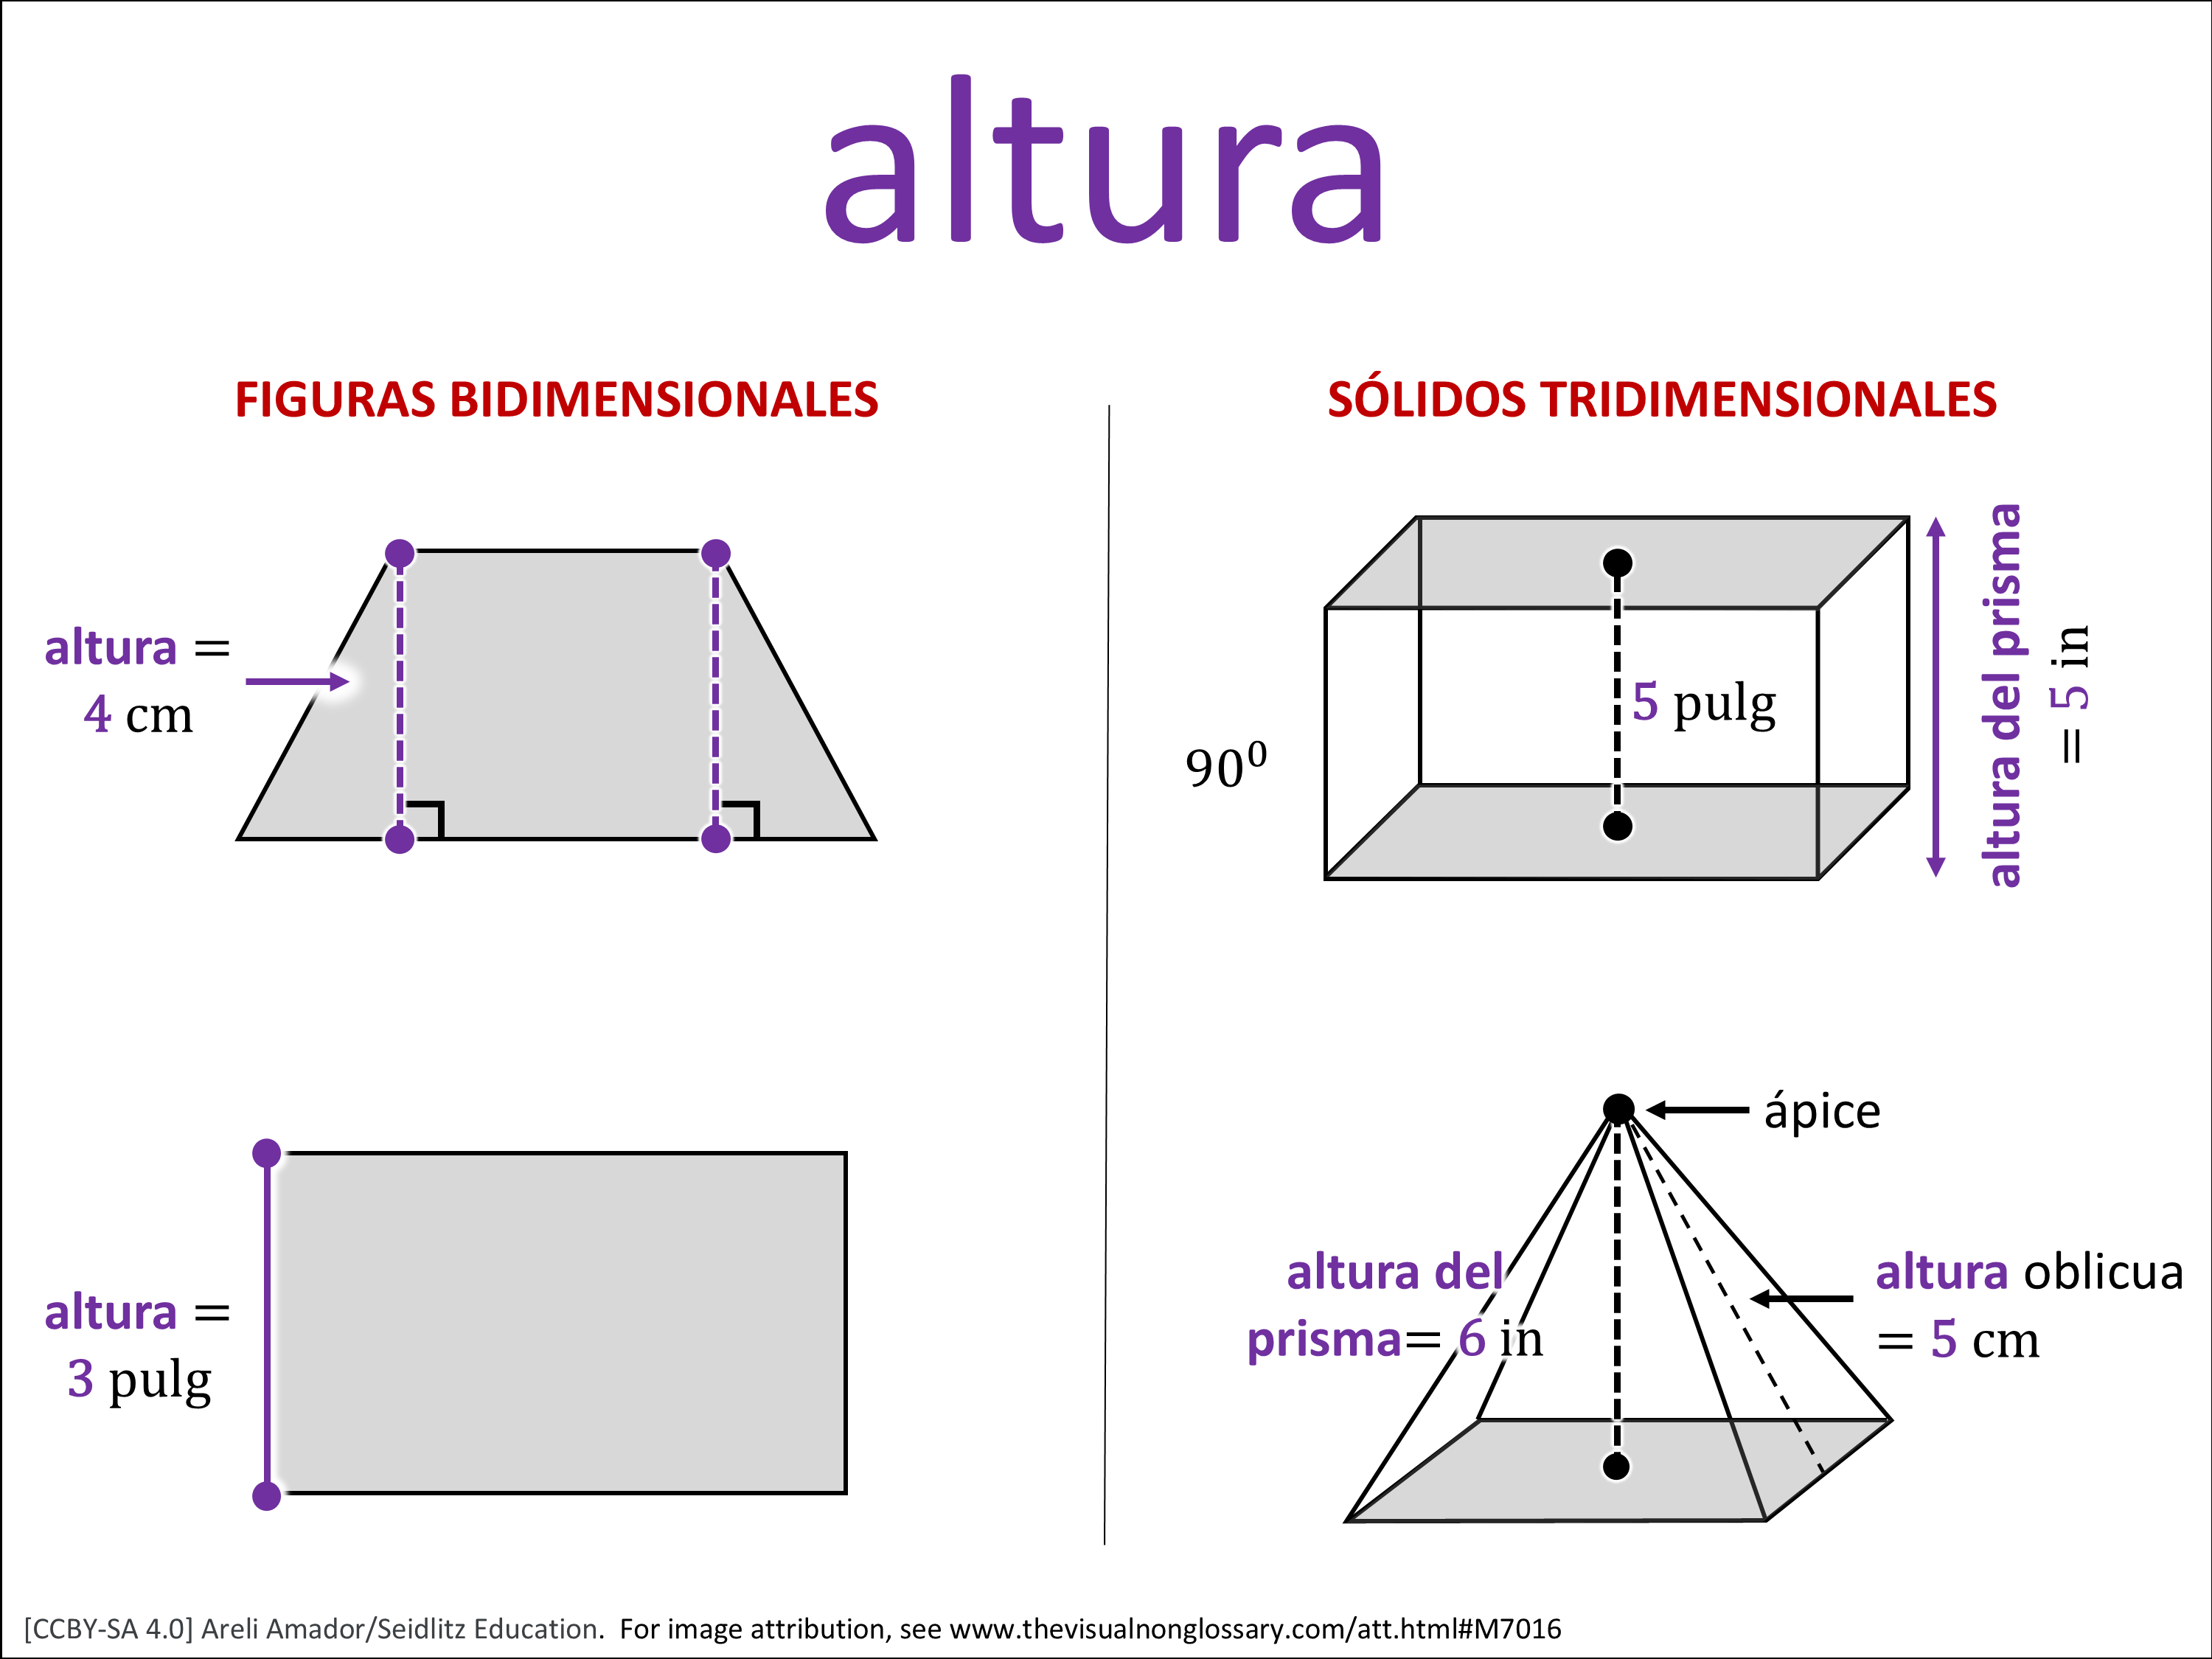 altura
FIGURAS BIDIMENSIONALES
altura =
4 cm
altura =
3 pulg
SÓLIDOS TRIDIMENSIONALES
90⁰
5 pulg
altura del prisma
= 5 in
ápice
altura del
prisma= 6 in
altura oblicua
= 5 cm
[CCBY-SA 4.0] Areli Amador/Seidlitz Education. For image attribution, see www.thevisualnonglossary.com/att.html#M7016